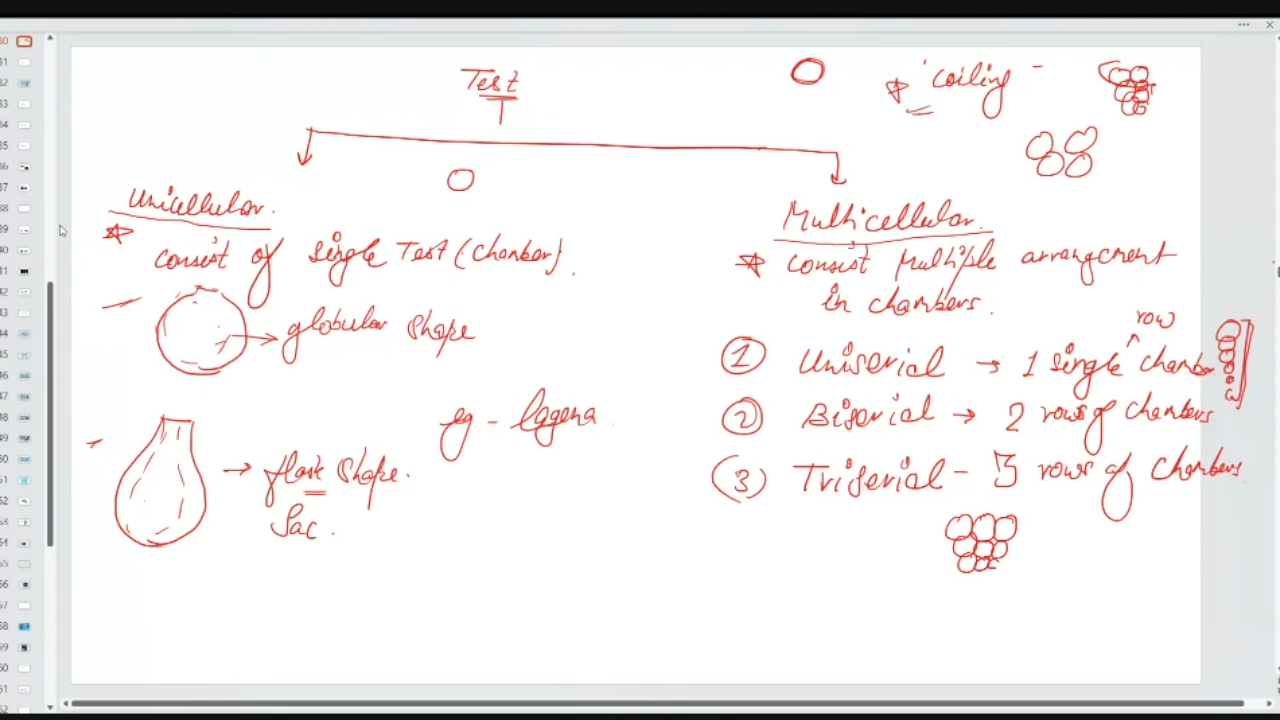 Test
* coiling -
Unicellular.
* consist of single Test (chamber).
globular shape
eg - lagena
→ flask shape.
Sac.
Multicellular.
* consist Multiple arrangement
in chambers.
row
① Uniserial → 1 single chamber
② Biserial → 2 rows of chambers
③ Triserial - 3 rows of chambers